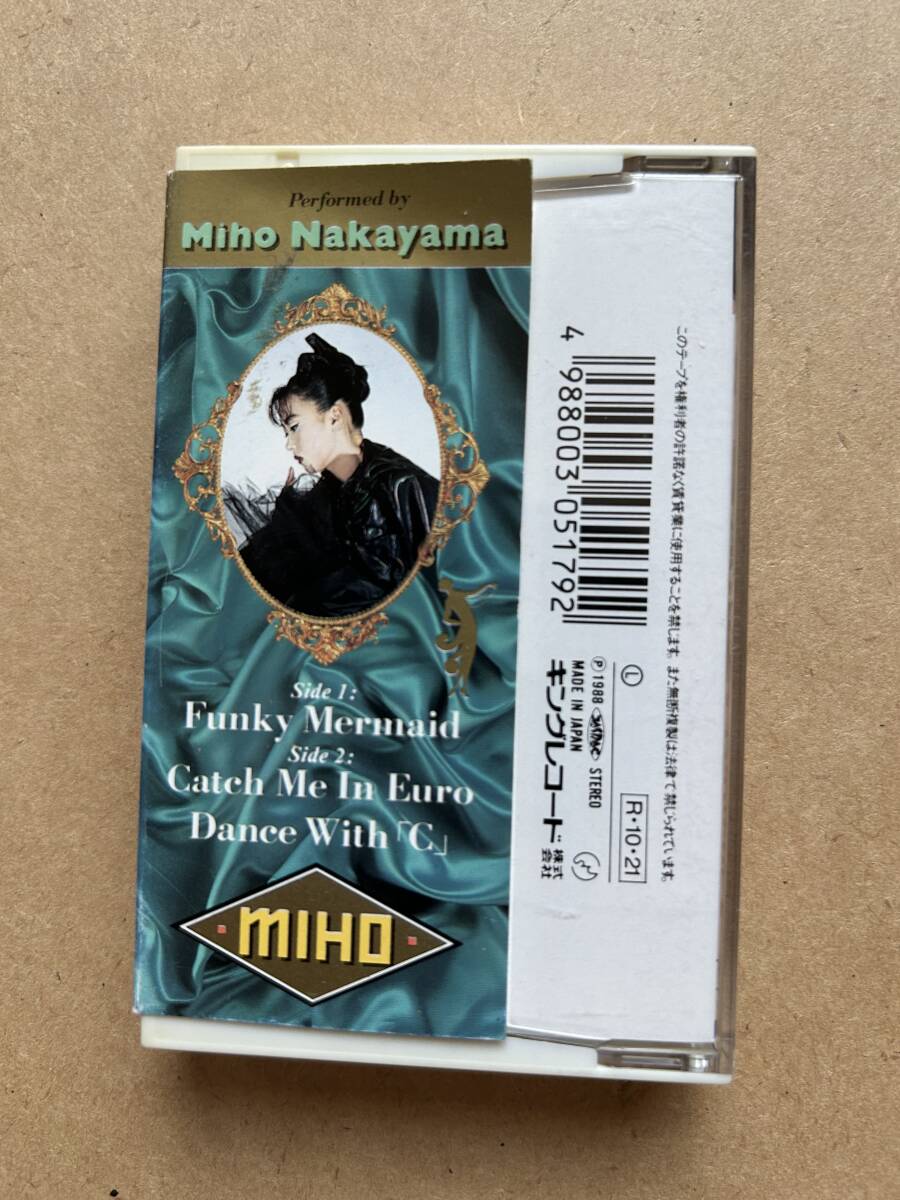 Performed by
Miho Nakayama
Side 1:
Funky Mermaid
Side 2:
Catch Me In Euro
Dance With「C」
MIHO
このテープを権利者の許諾なく賃貸業に使用することを禁じます。また無断複製は法律で禁じられています。
4 988003 051792
Ⓛ
R・10・21
Ⓟ1988 STEREO
MADE IN JAPAN
キングレコード株式会社